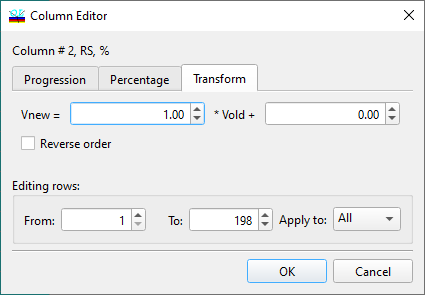 Column Editor
Column # 2, RS, %
Progression Percentage Transform
Vnew = 1.00 * Vold + 0.00
Reverse order
Editing rows:
From: 1 To: 198 Apply to: All
OK Cancel